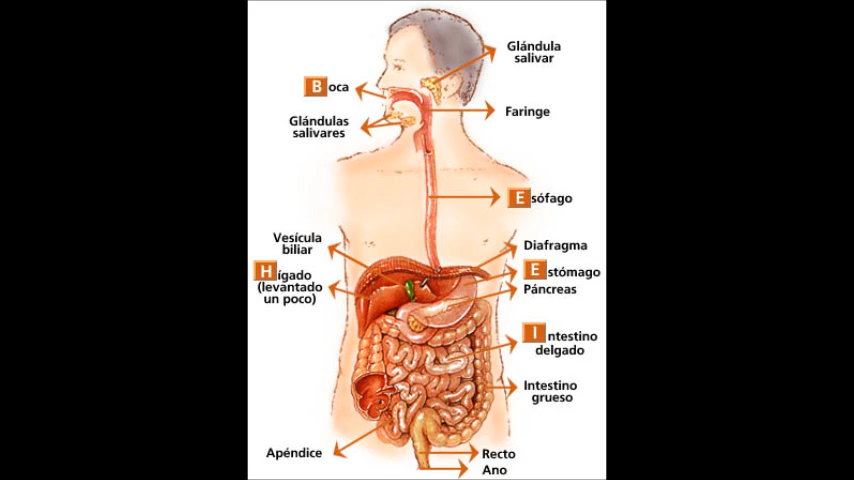 Glándula
salivar
Boca
Faringe
Glándulas
salivares
Esófago
Vesícula
biliar
Diafragma
Hígado
(levantado
un poco)
Estómago
Páncreas
Intestino
delgado
Intestino
grueso
Apéndice
Recto
Ano